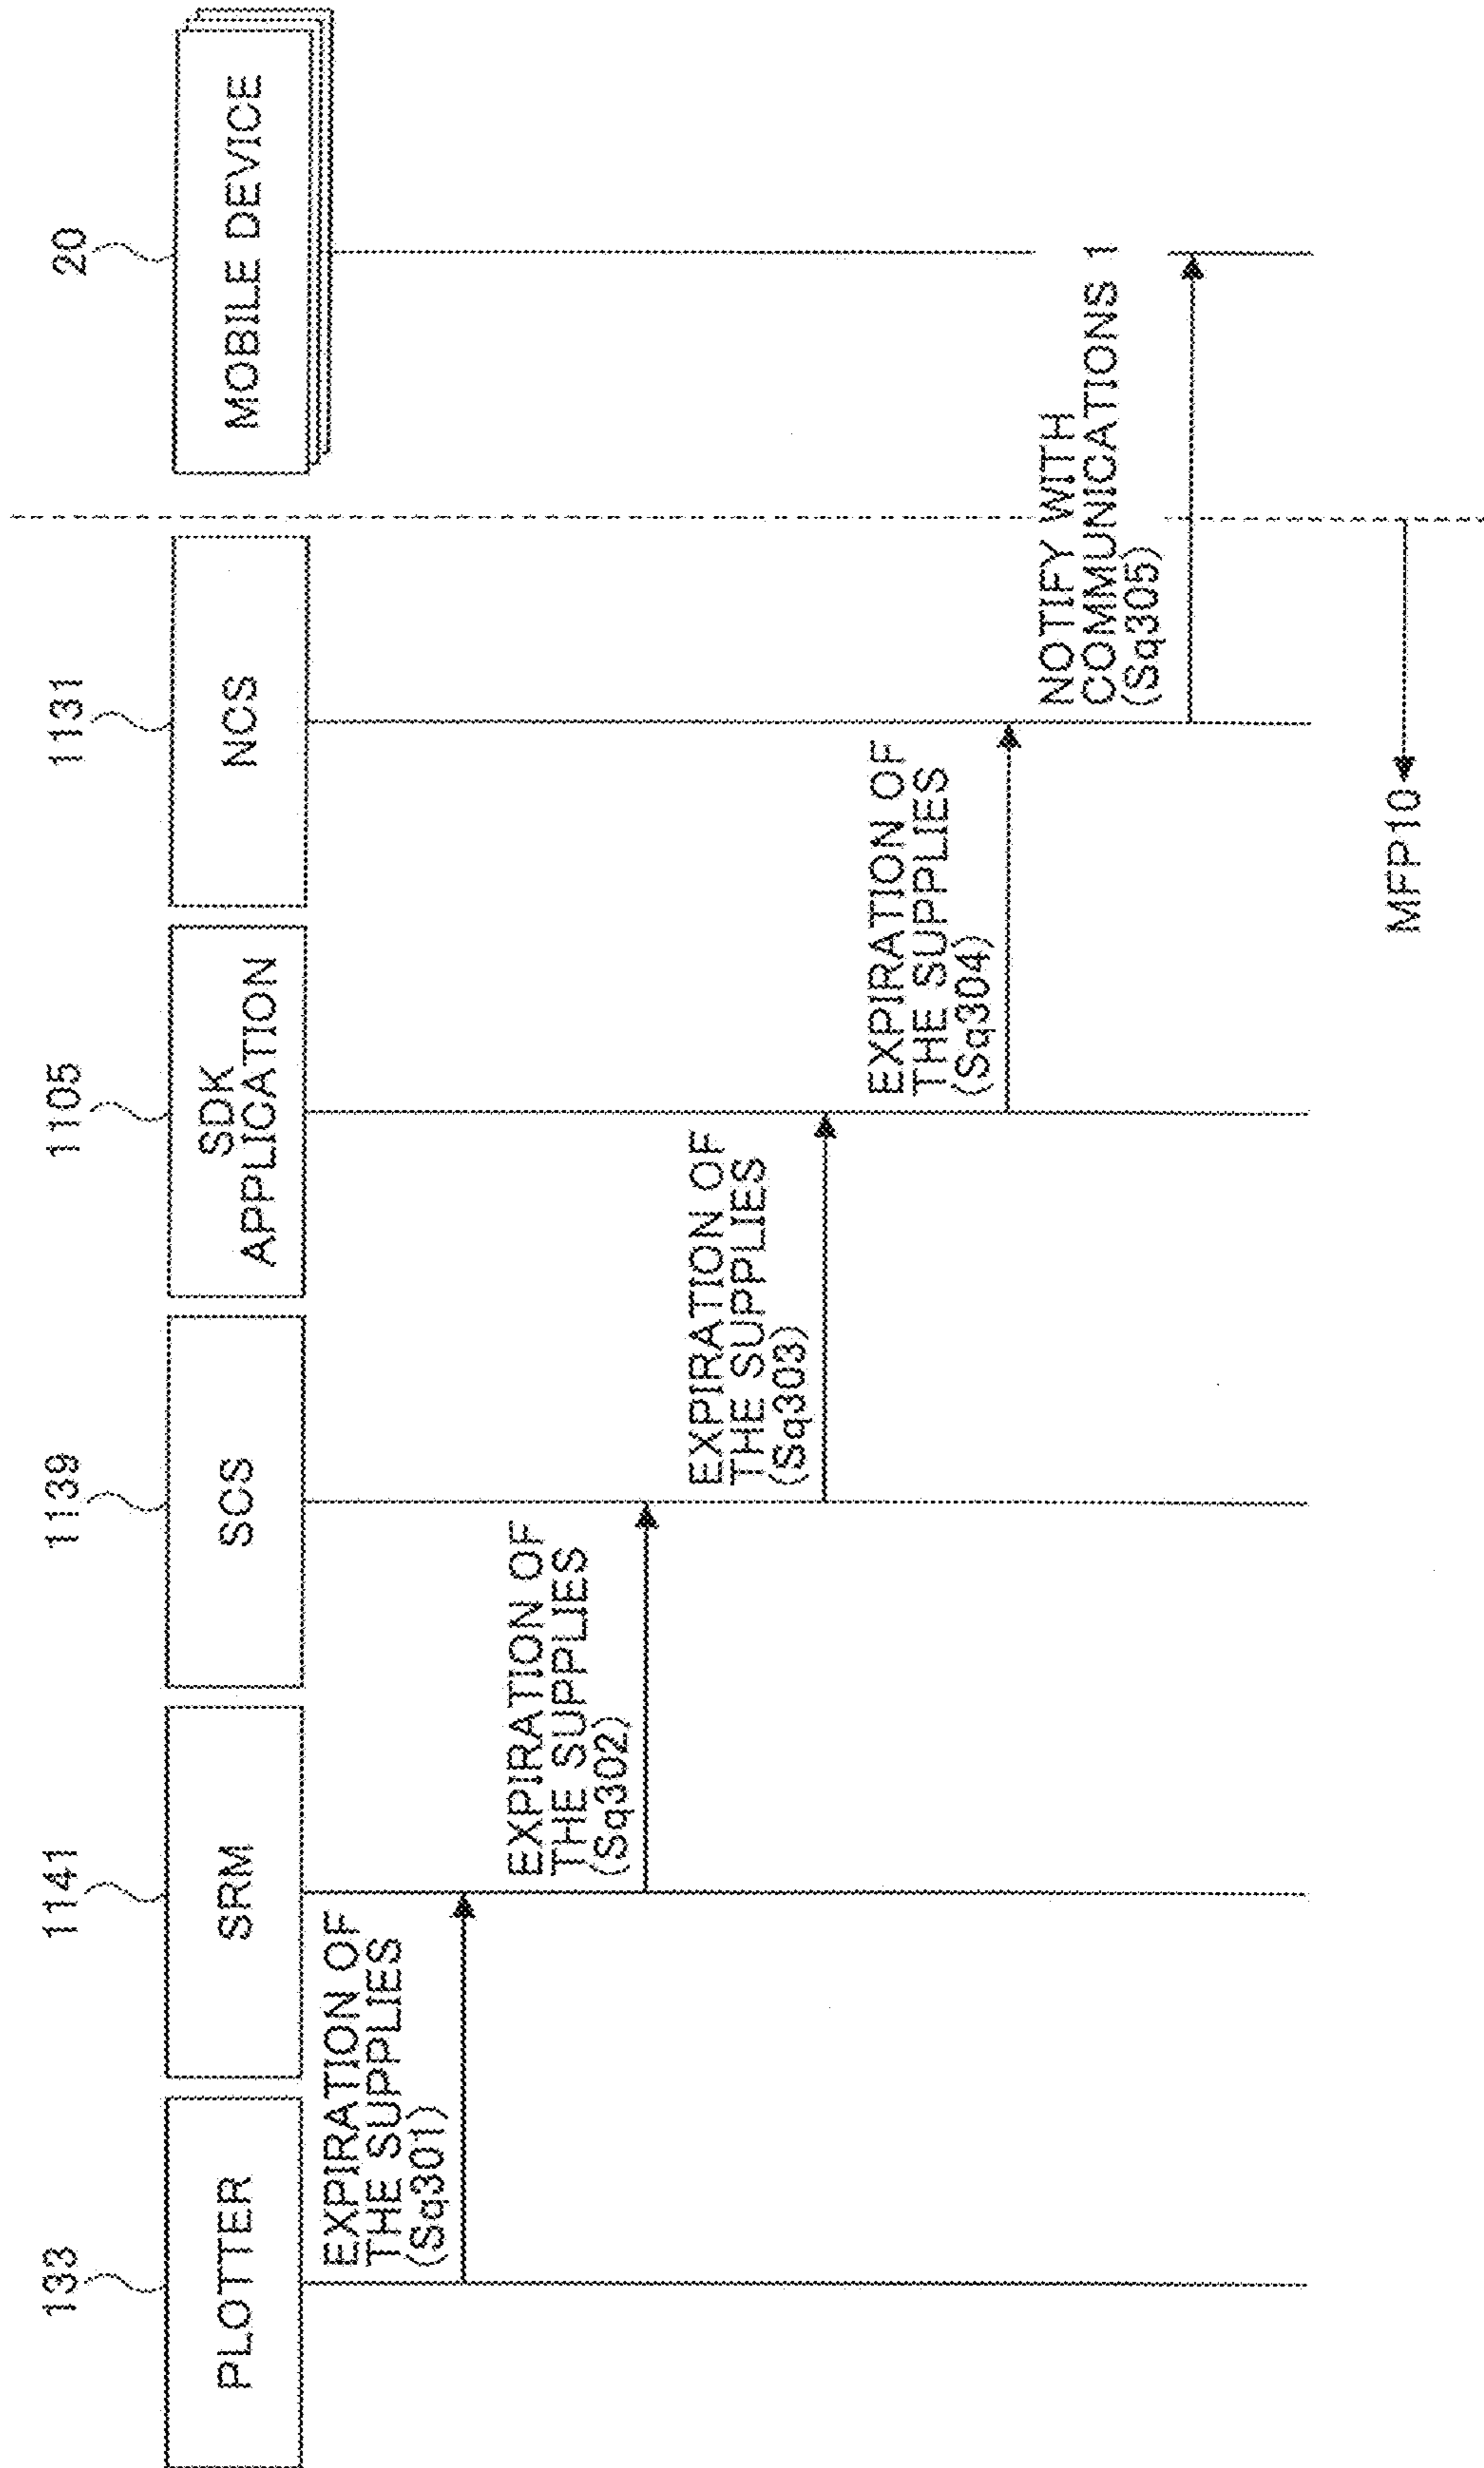 133
1141
1139
1105
1131
20
PLOTTER
SRM
SCS
SDK
APPLICATION
NCS
MOBILE DEVICE
EXPIRATION OF
THE SUPPLIES
(Sq301)
EXPIRATION OF
THE SUPPLIES
(Sq302)
EXPIRATION OF
THE SUPPLIES
(Sq303)
EXPIRATION OF
THE SUPPLIES
(Sq304)
NOTIFY WITH
COMMUNICATIONS 1
(Sq305)
MFP10